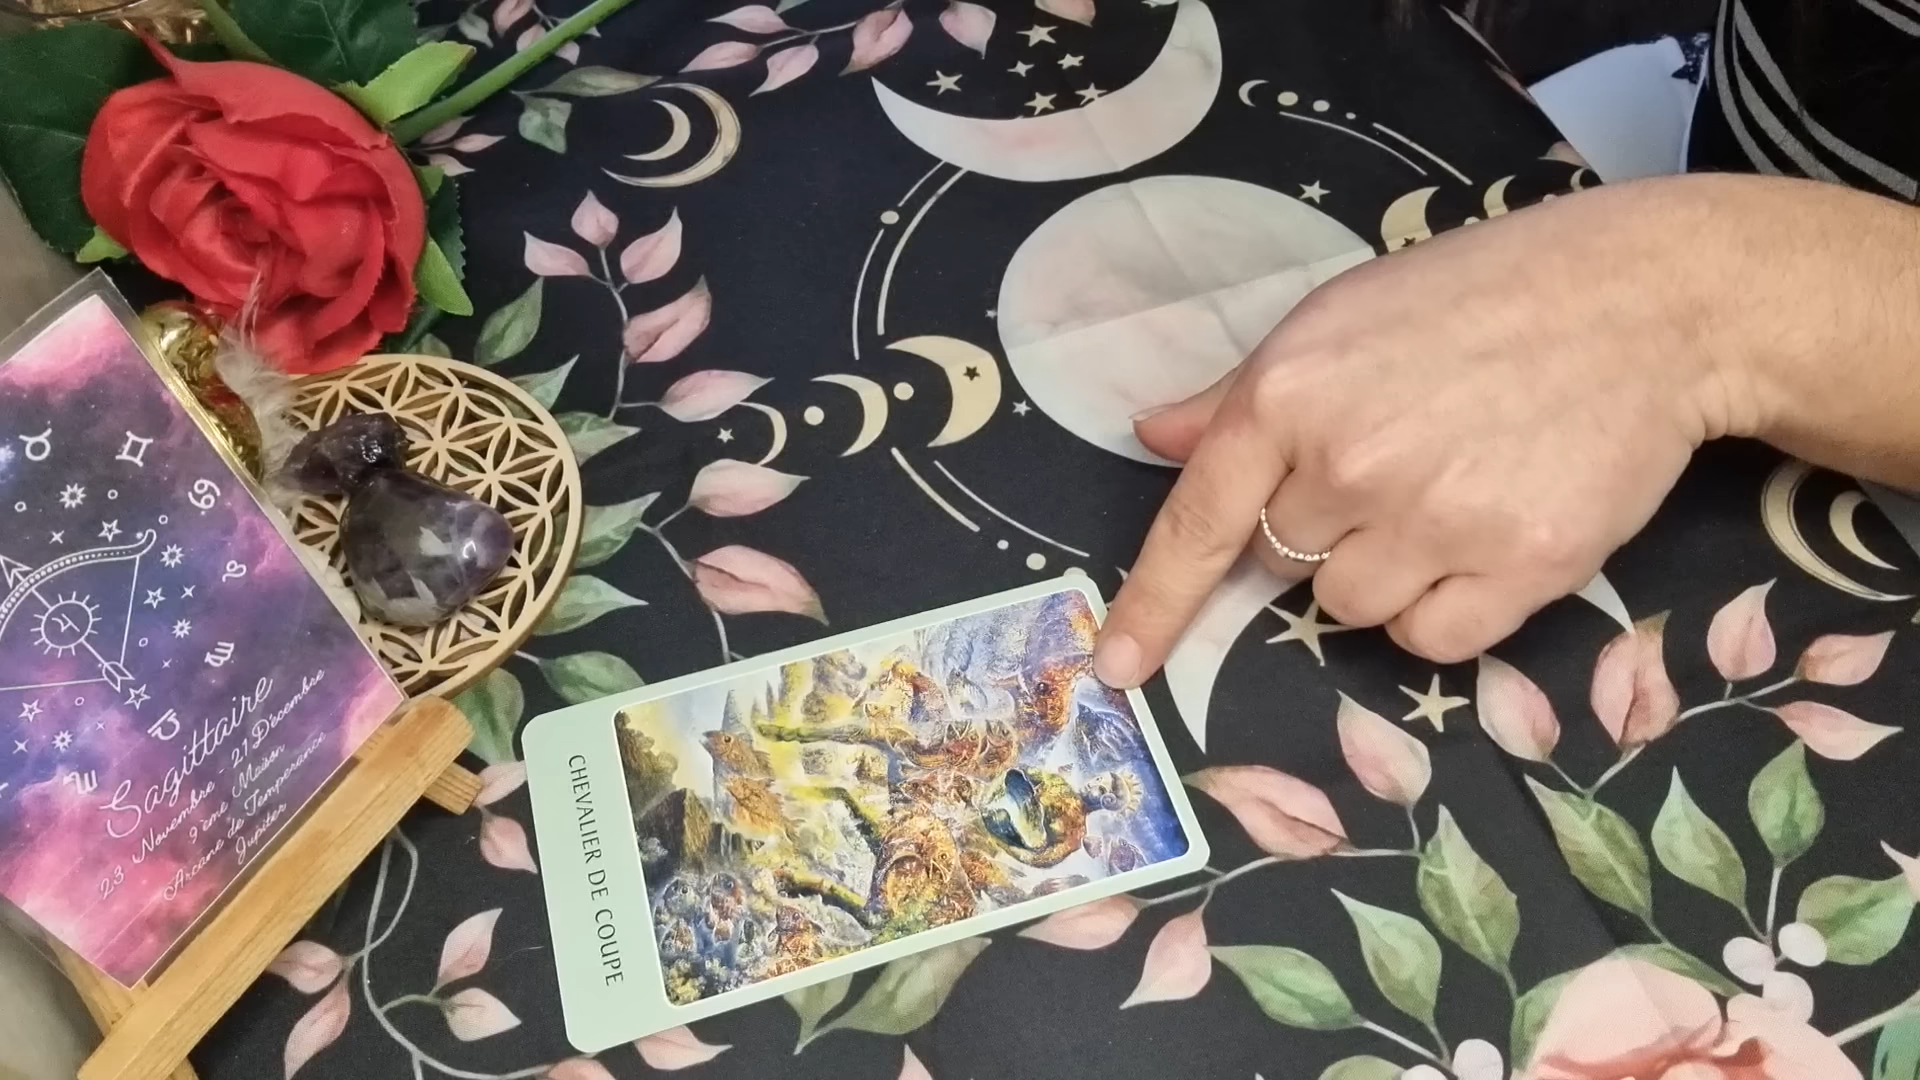 Sagittaire
23 Novembre - 21 Décembre
9ème Maison
Arcane de Tempérance
Jupiter
CHEVALIER DE COUPE